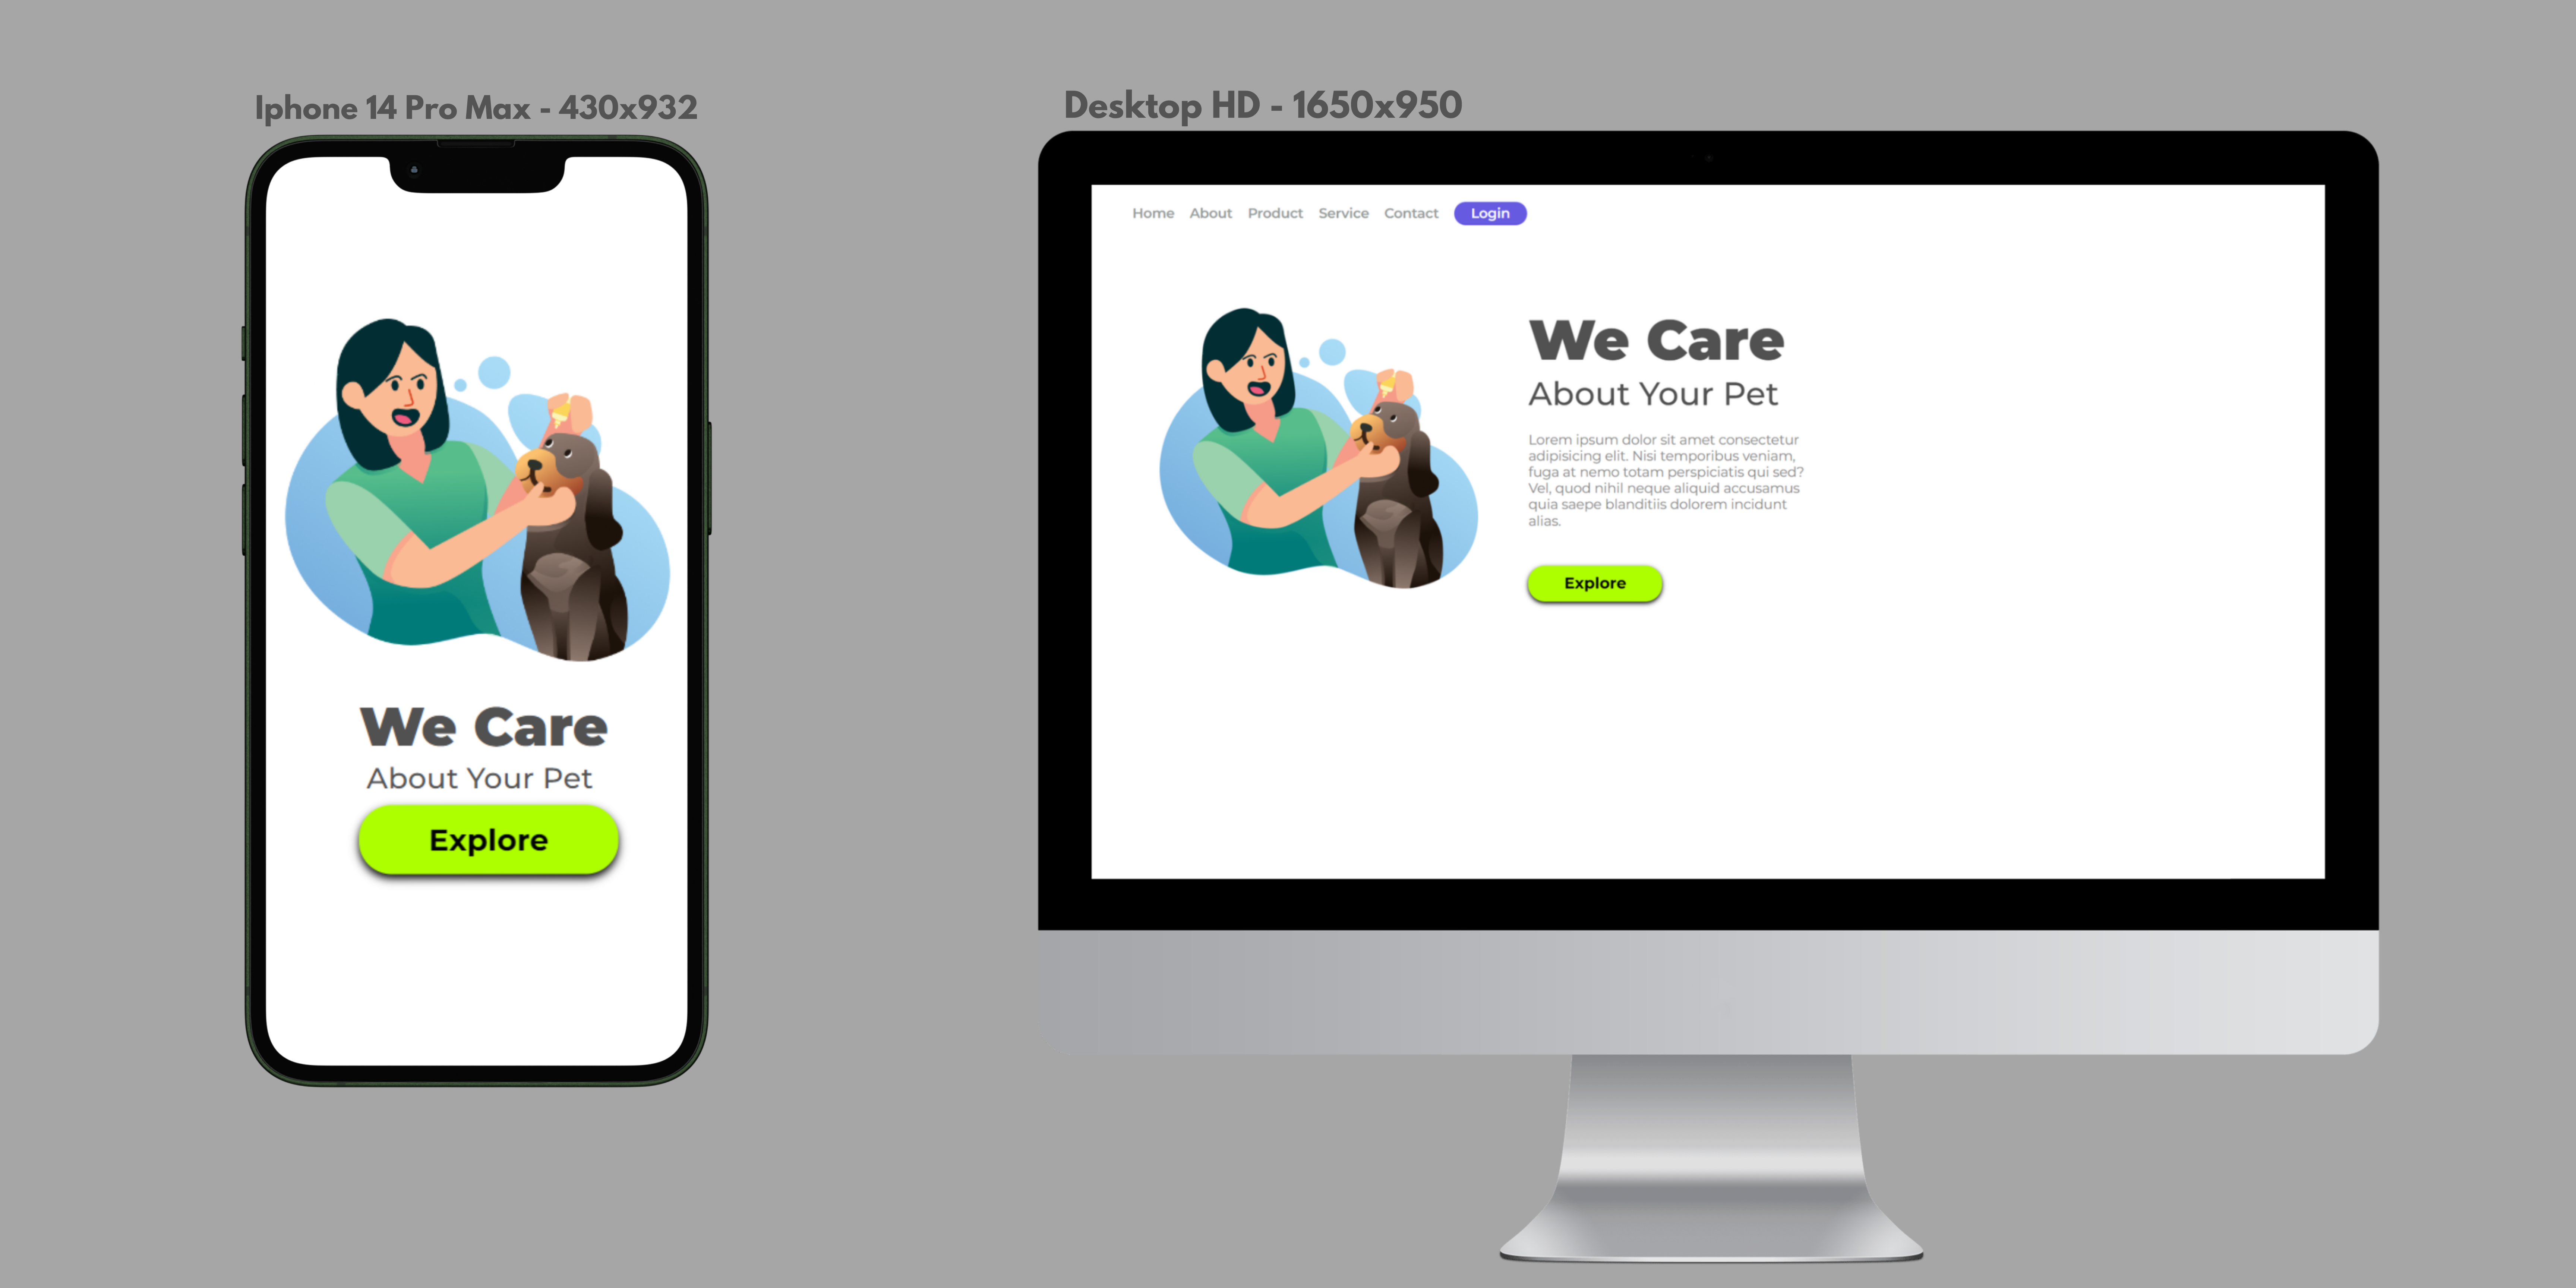 Iphone 14 Pro Max - 430x932
We Care
About Your Pet
Explore
Desktop HD - 1650x950
Home About Product Service Contact Login
We Care
About Your Pet
Lorem ipsum dolor sit amet consectetur
adipisicing elit. Nisi temporibus veniam,
fuga at nemo totam perspiciatis qui sed?
Vel, quod nihil neque aliquid accusamus
quia saepe blanditiis dolorem incidunt
alias.
Explore